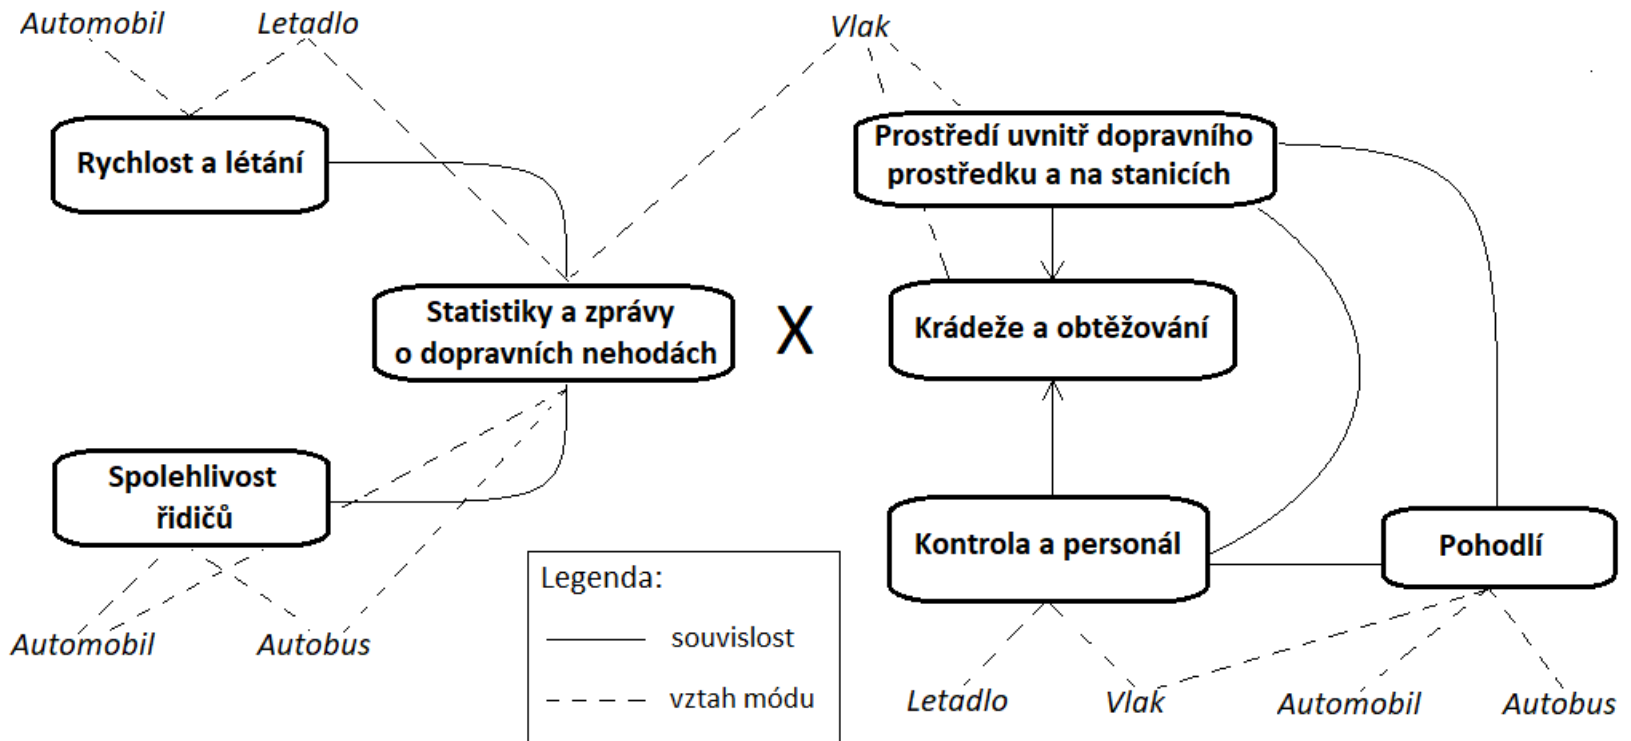 Automobil
Letadlo
Vlak
Rychlost a létání
Prostředí uvnitř dopravního
prostředku a na stanicích
Statistiky a zprávy
o dopravních nehodách
X
Krádeže a obtěžování
Spolehlivost
řidičů
Kontrola a personál
Pohodlí
Legenda:
souvislost
vztah módu
Automobil
Autobus
Letadlo
Vlak
Automobil
Autobus